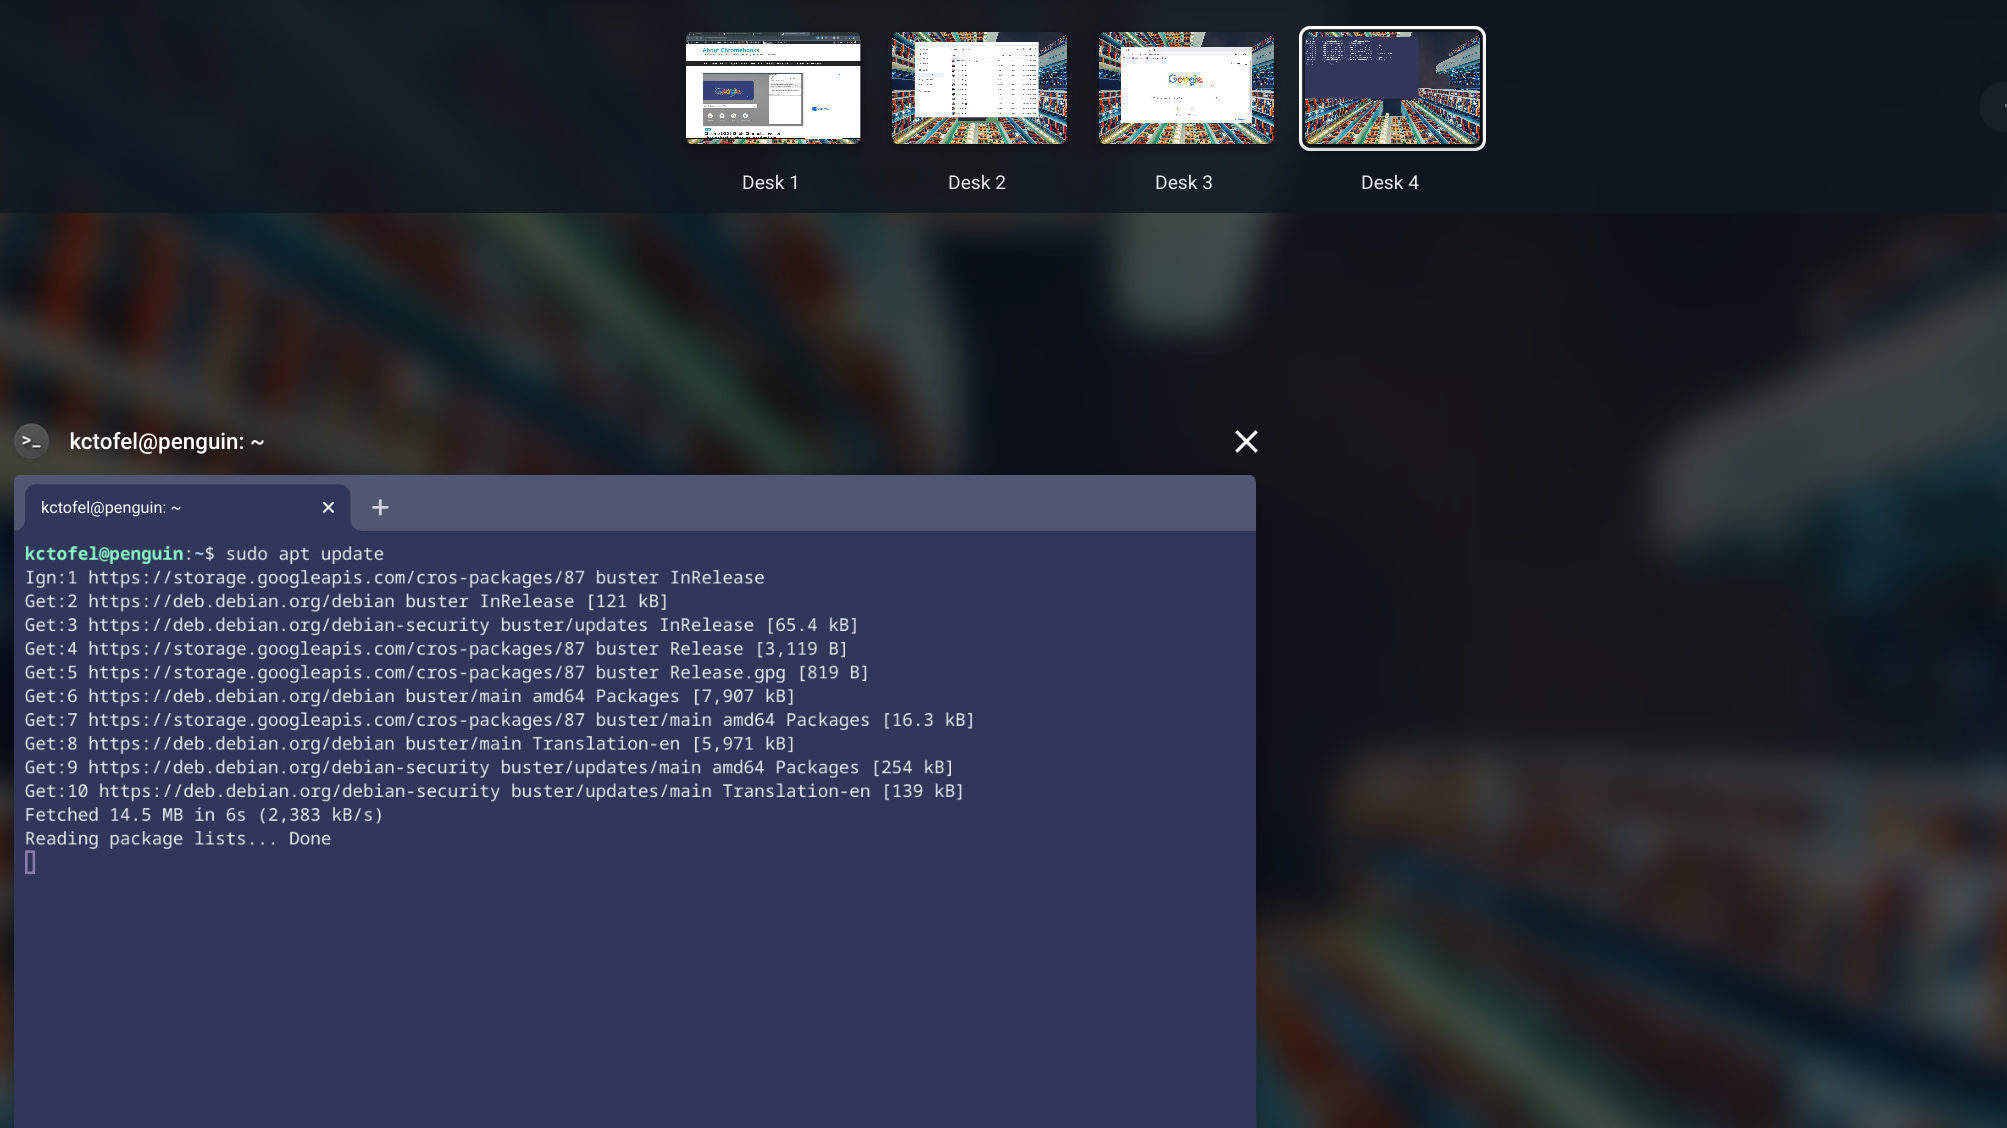 About Chromebooks
Google
Google
Desk 1
Desk 2
Desk 3
Desk 4
>_ kctofel@penguin: ~
kctofel@penguin: ~
kctofel@penguin:~$ sudo apt update
Ign:1 https://storage.googleapis.com/cros-packages/87 buster InRelease
Get:2 https://deb.debian.org/debian buster InRelease [121 kB]
Get:3 https://deb.debian.org/debian-security buster/updates InRelease [65.4 kB]
Get:4 https://storage.googleapis.com/cros-packages/87 buster Release [3,119 B]
Get:5 https://storage.googleapis.com/cros-packages/87 buster Release.gpg [819 B]
Get:6 https://deb.debian.org/debian buster/main amd64 Packages [7,907 kB]
Get:7 https://storage.googleapis.com/cros-packages/87 buster/main amd64 Packages [16.3 kB]
Get:8 https://deb.debian.org/debian buster/main Translation-en [5,971 kB]
Get:9 https://deb.debian.org/debian-security buster/updates/main amd64 Packages [254 kB]
Get:10 https://deb.debian.org/debian-security buster/updates/main Translation-en [139 kB]
Fetched 14.5 MB in 6s (2,383 kB/s)
Reading package lists... Done